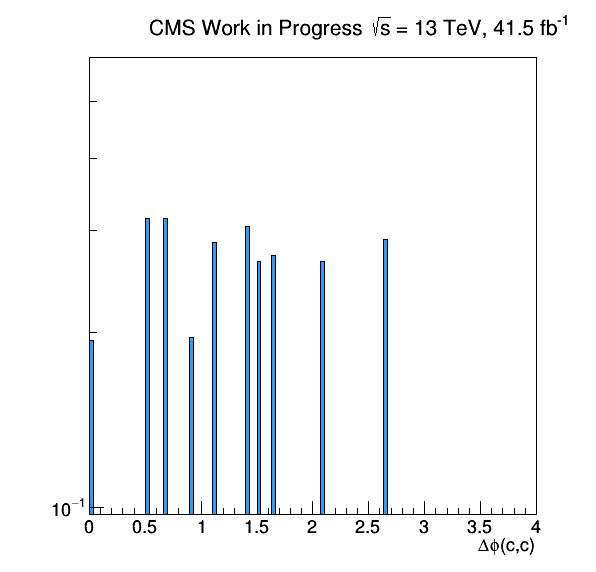 CMS Work in Progress √s = 13 TeV, 41.5 fb⁻¹
10⁻¹
0 0.5 1 1.5 2 2.5 3 3.5 4
Δϕ(c,c)